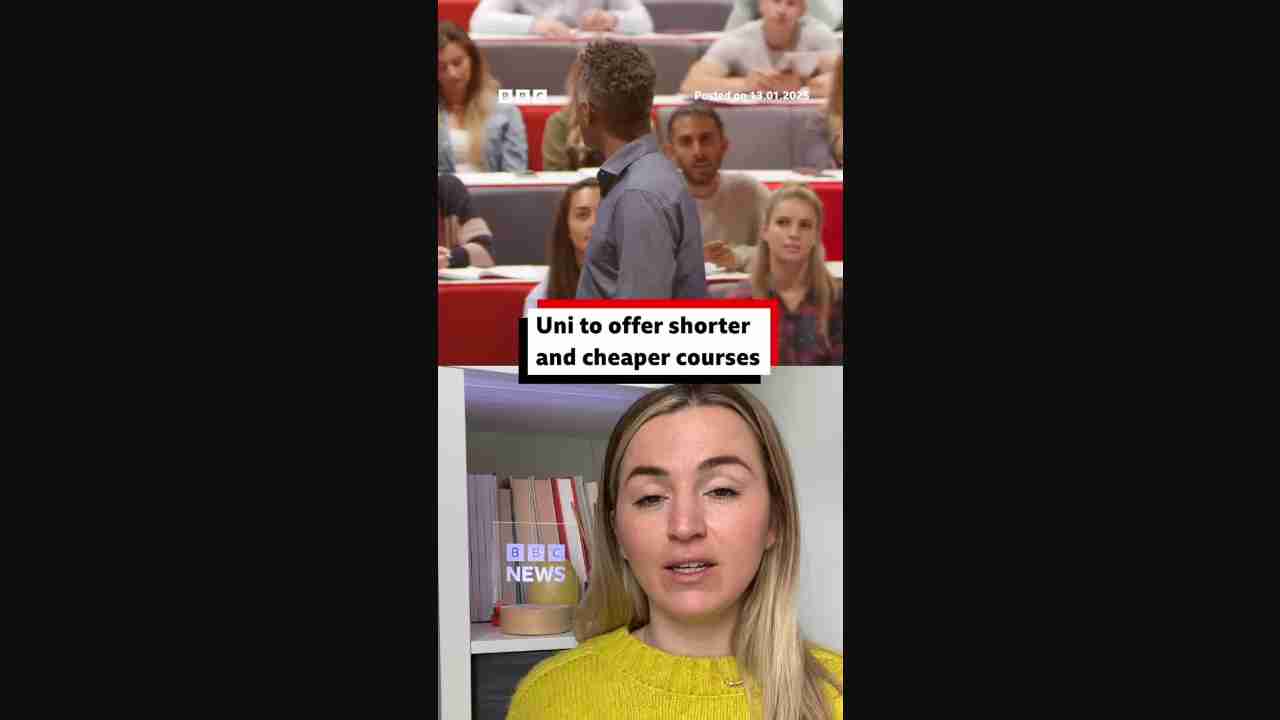 BBC
Posted on 13.01.2025
Uni to offer shorter
and cheaper courses
BBC
NEWS